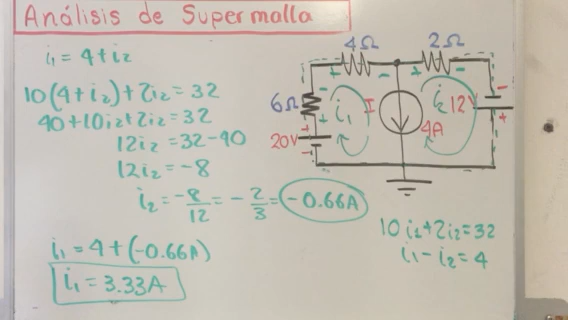 Análisis de Supermalla
i₁ = 4 + i₂
10(4 + i₂) + 2i₂ = 32
40 + 10i₂ + 2i₂ = 32
12i₂ = 32 - 40
12i₂ = -8
i₂ = -8/12 = -2/3 = -0.66A
i₁ = 4 + (-0.66A)
i₁ = 3.33A
4Ω 2Ω
+ - + -
6Ω - + i₁ I i₂ 12V - +
20V + - 4A
10i₁ + 2i₂ = 32
i₁ - i₂ = 4